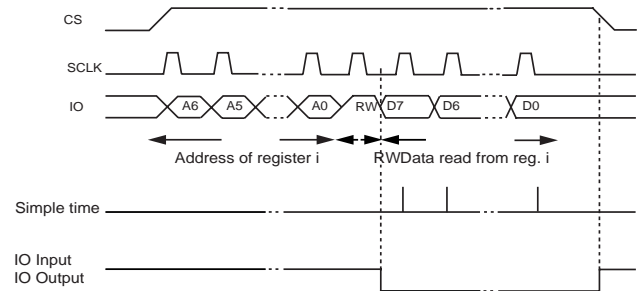 CS
SCLK
IO A6 A5 A0 RW D7 D6 D0
Address of register i RWData read from reg. i
Simple time
IO Input
IO Output